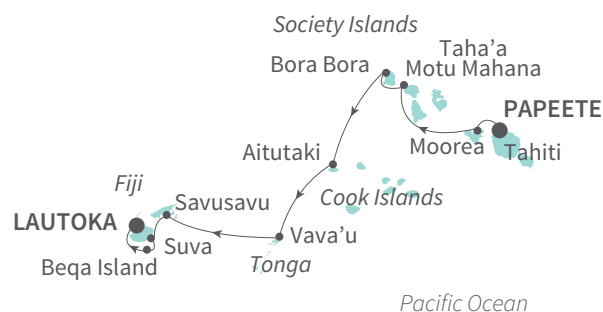 Society Islands
Taha’a
Bora Bora
Motu Mahana
PAPEETE
Moorea
Tahiti
Aitutaki
Cook Islands
Fiji
Savusavu
LAUTOKA
Suva
Vava’u
Beqa Island
Tonga
Pacific Ocean